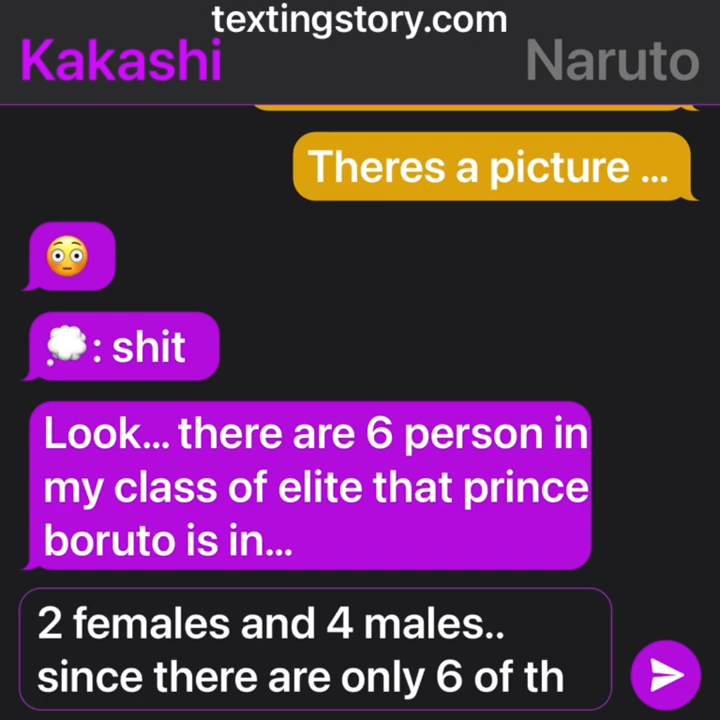 textingstory.com
Kakashi Naruto
Theres a picture ...
💭: shit
Look... there are 6 person in
my class of elite that prince
boruto is in...
2 females and 4 males..
since there are only 6 of th